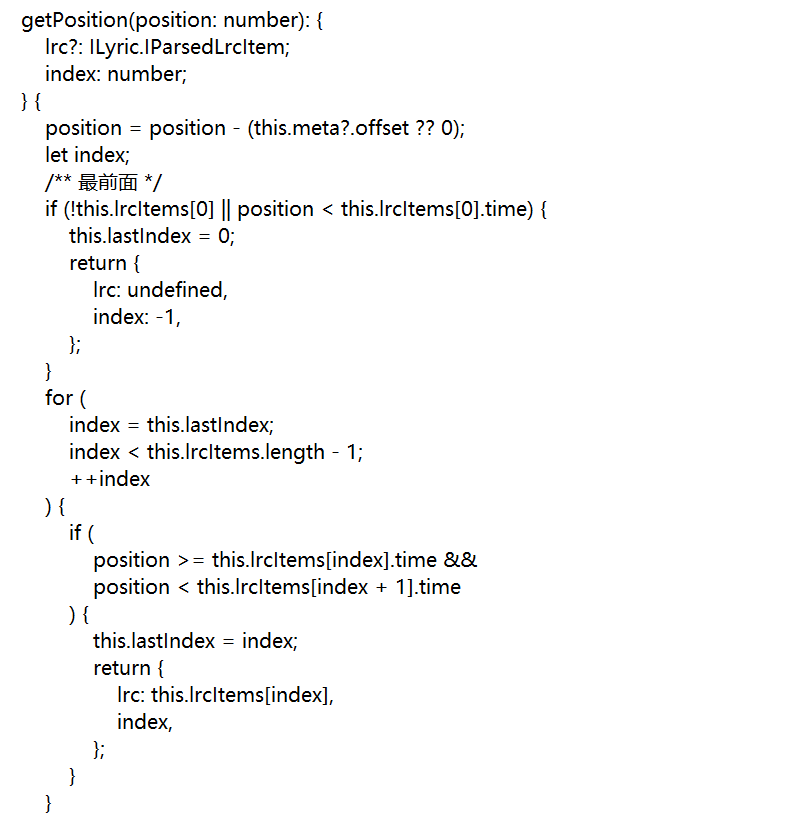 getPosition(position: number): {
lrc?: ILyric.IParsedLrcItem;
index: number;
} {
position = position - (this.meta?.offset ?? 0);
let index;
/** 最前面 */
if (!this.lrcItems[0] || position < this.lrcItems[0].time) {
this.lastIndex = 0;
return {
lrc: undefined,
index: -1,
};
}
for (
index = this.lastIndex;
index < this.lrcItems.length - 1;
++index
) {
if (
position >= this.lrcItems[index].time &&
position < this.lrcItems[index + 1].time
) {
this.lastIndex = index;
return {
lrc: this.lrcItems[index],
index,
};
}
}